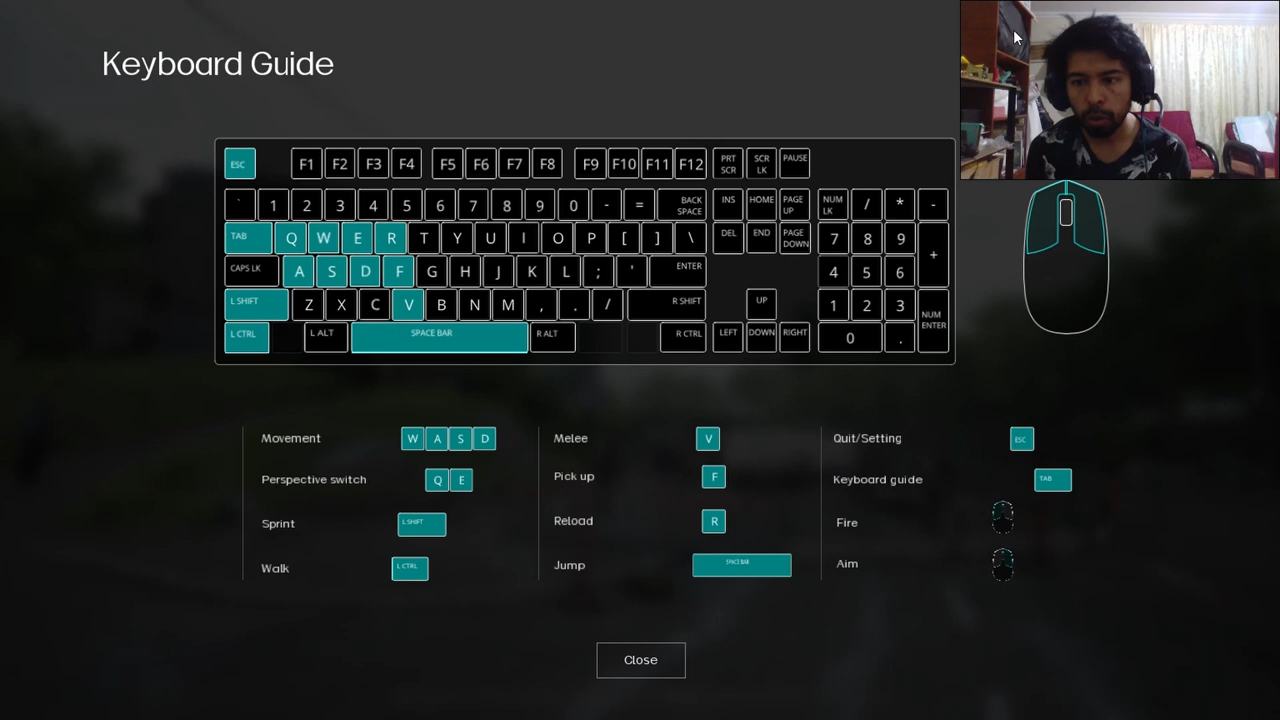 Keyboard Guide
ESC F1 F2 F3 F4 F5 F6 F7 F8 F9 F10 F11 F12 PRT SCR SCR LK PAUSE
` 1 2 3 4 5 6 7 8 9 0 - = BACK SPACE INS HOME PAGE UP NUM LK / * -
TAB Q W E R T Y U I O P [ ] \ DEL END PAGE DOWN 7 8 9 +
CAPS LK A S D F G H J K L ; ' ENTER 4 5 6
L SHIFT Z X C V B N M , . / R SHIFT UP 1 2 3 NUM ENTER
L CTRL L ALT SPACE BAR R ALT R CTRL LEFT DOWN RIGHT 0 .
Movement W A S D
Perspective switch Q E
Sprint L SHIFT
Walk L CTRL
Melee V
Pick up F
Reload R
Jump SPACE BAR
Quit/Setting ESC
Keyboard guide TAB
Fire
Aim
Close